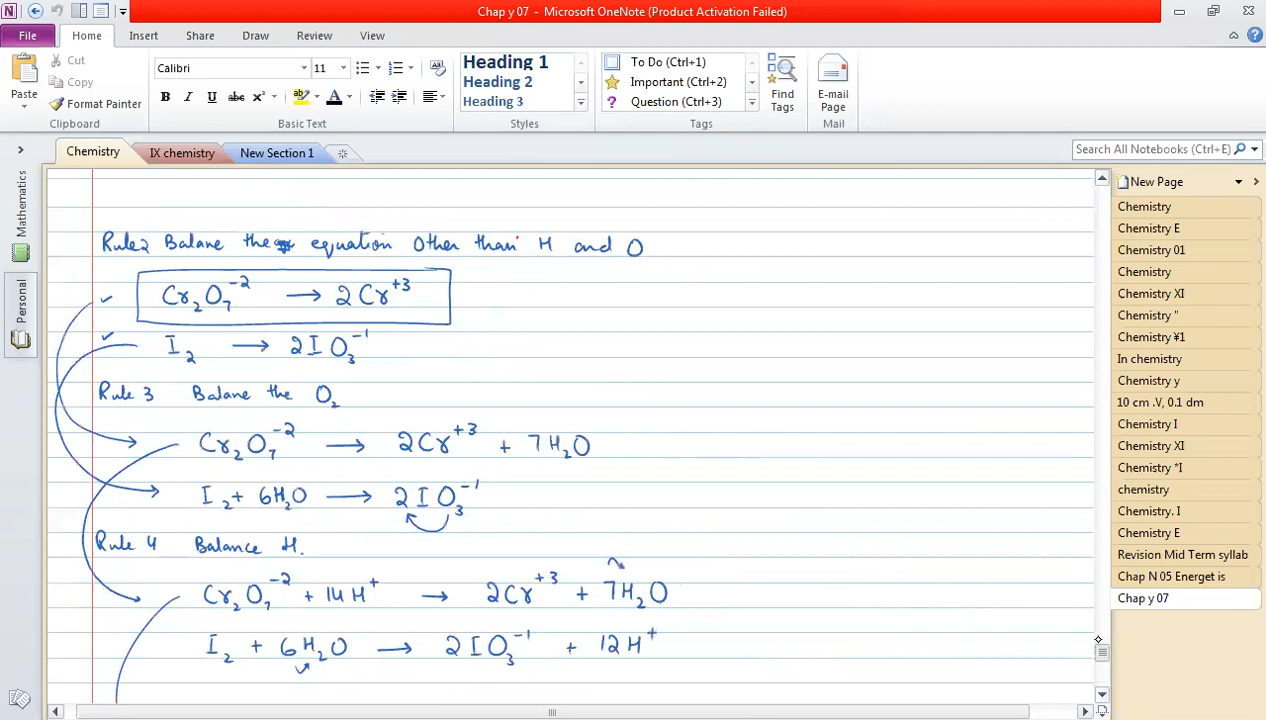 Chap y 07 - Microsoft OneNote (Product Activation Failed)
File Home Insert Share Draw Review View
Paste
Cut
Copy
Format Painter
Clipboard
Calibri 11
B I U abc x² ab A
Basic Text
Heading 1
Heading 2
Heading 3
Styles
To Do (Ctrl+1)
Important (Ctrl+2)
Question (Ctrl+3)
Tags
Find Tags
E-mail Page
Mail
Chemistry IX chemistry New Section 1
Search All Notebooks (Ctrl+E)
Mathematics
Personal
Rule2 Balane the equation Other than H and O
Cr₂O₇⁻² → 2Cr⁺³
I₂ → 2IO₃⁻¹
Rule 3 Balane the O₂
Cr₂O₇⁻² → 2Cr⁺³ + 7H₂O
I₂ + 6H₂O → 2IO₃⁻¹
Rule 4 Balance H.
Cr₂O₇⁻² + 14H⁺ → 2Cr⁺³ + 7H₂O
I₂ + 6H₂O → 2IO₃⁻¹ + 12H⁺
New Page
Chemistry
Chemistry E
Chemistry 01
Chemistry
Chemistry XI
Chemistry "
Chemistry ¥1
In chemistry
Chemistry y
10 cm .V, 0.1 dm
Chemistry I
Chemistry XI
Chemistry *I
chemistry
Chemistry. I
Chemistry E
Revision Mid Term syllab
Chap N 05 Energet is
Chap y 07